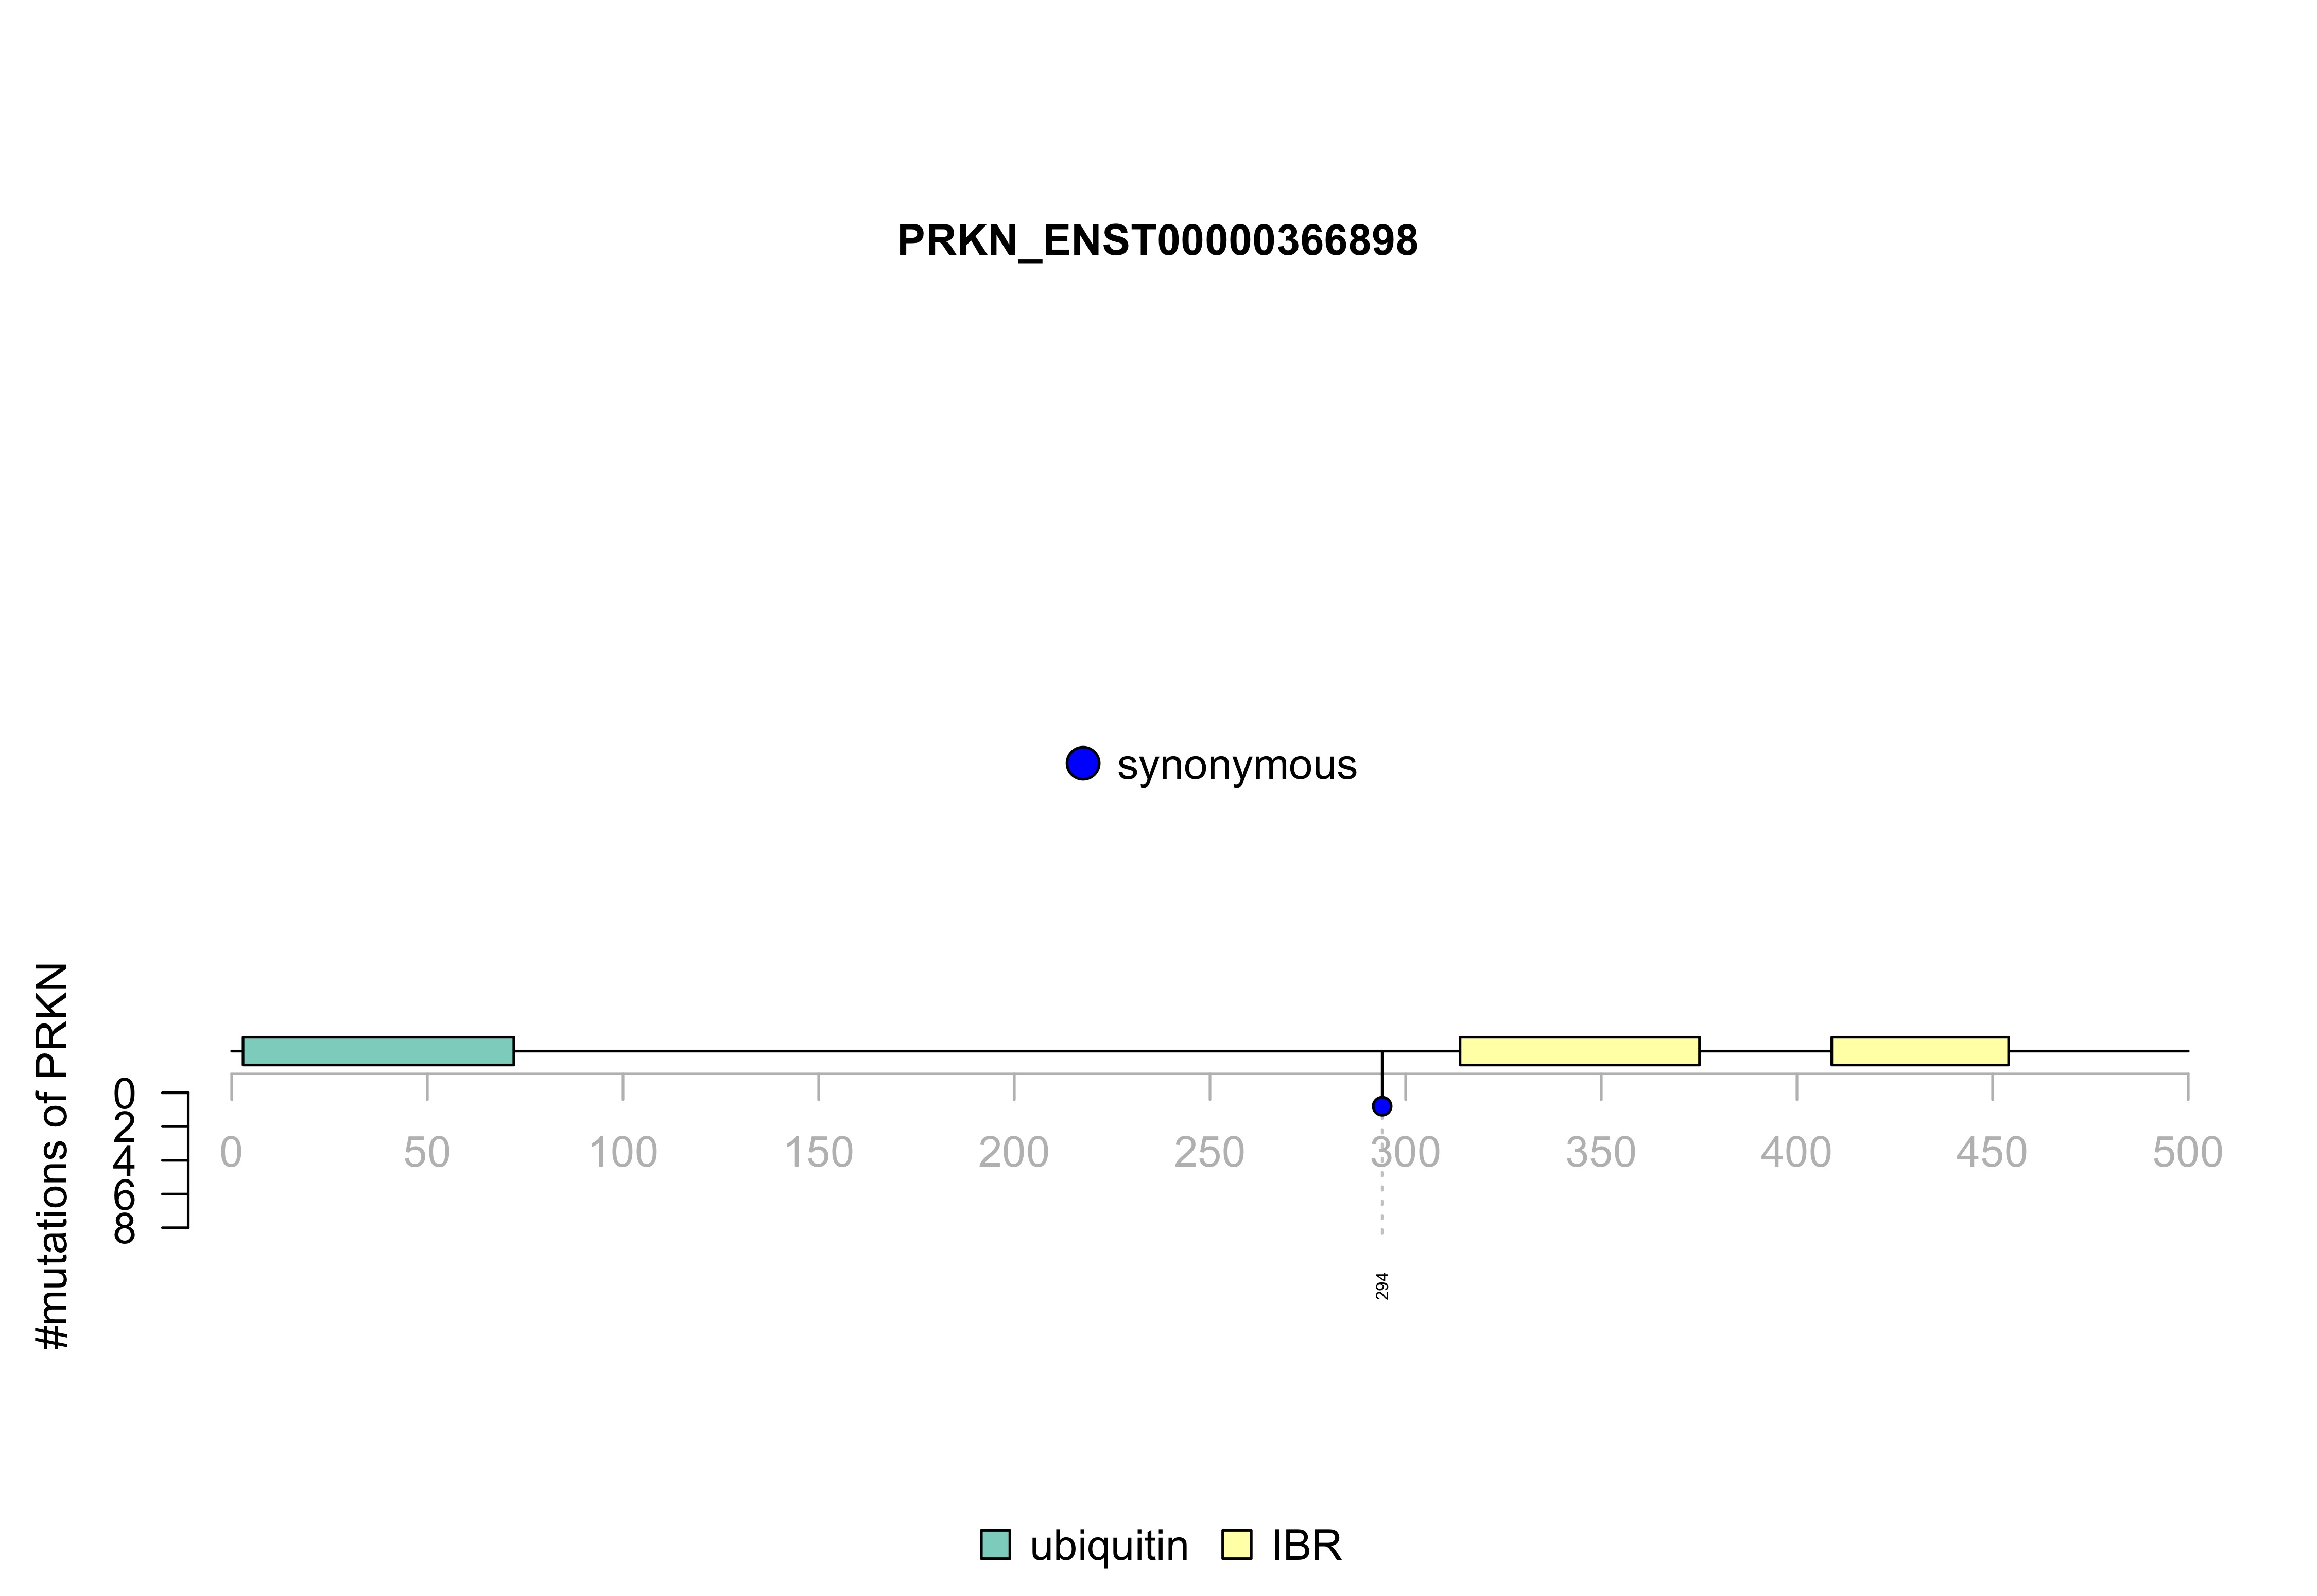 PRKN_ENST00000366898
synonymous
#mutations of PRKN
0
2
4
6
8
0 50 100 150 200 250 300 350 400 450 500
294
ubiquitin IBR